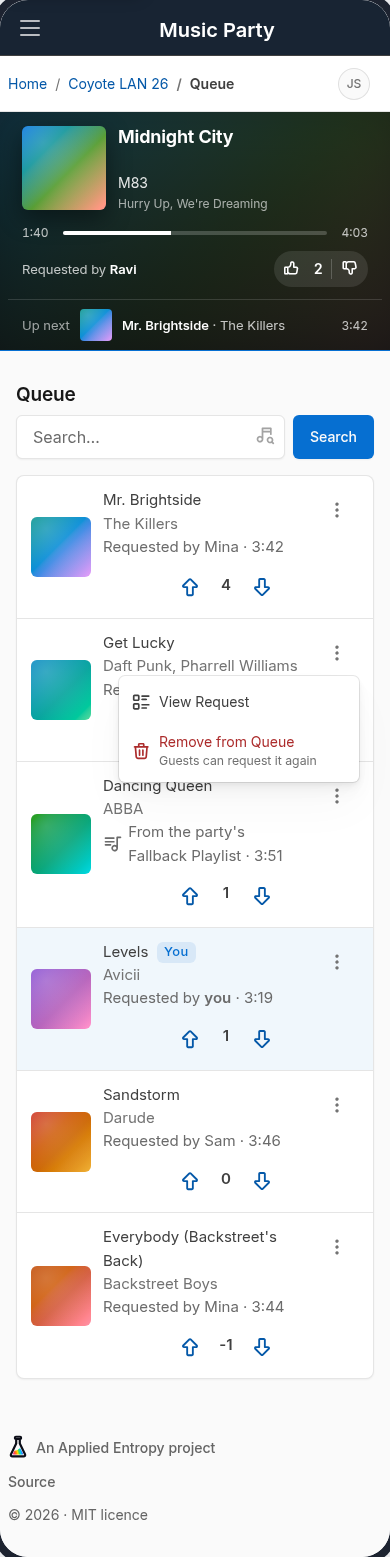 Music Party
Home / Coyote LAN 26 / Queue
JS
Midnight City
M83
Hurry Up, We're Dreaming
1:40
4:03
Requested by Ravi
2
Up next
Mr. Brightside · The Killers
3:42
Queue
Search...
Search
Mr. Brightside
The Killers
Requested by Mina · 3:42
4
Get Lucky
Daft Punk, Pharrell Williams
Re
View Request
Remove from Queue
Guests can request it again
Dancing Queen
ABBA
From the party's
Fallback Playlist · 3:51
1
Levels You
Avicii
Requested by you · 3:19
1
Sandstorm
Darude
Requested by Sam · 3:46
0
Everybody (Backstreet's
Back)
Backstreet Boys
Requested by Mina · 3:44
-1
An Applied Entropy project
Source
© 2026 · MIT licence